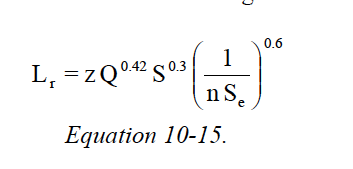 L_r = z Q^0.42 S^0.3 (1 / (n S_e))^0.6
Equation 10-15.